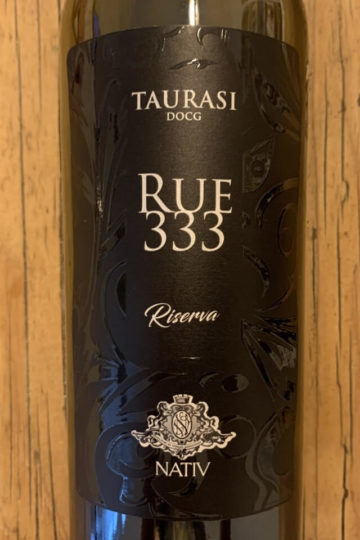 TAURASI
DOCG
RUE
333
Riserva
NATIV